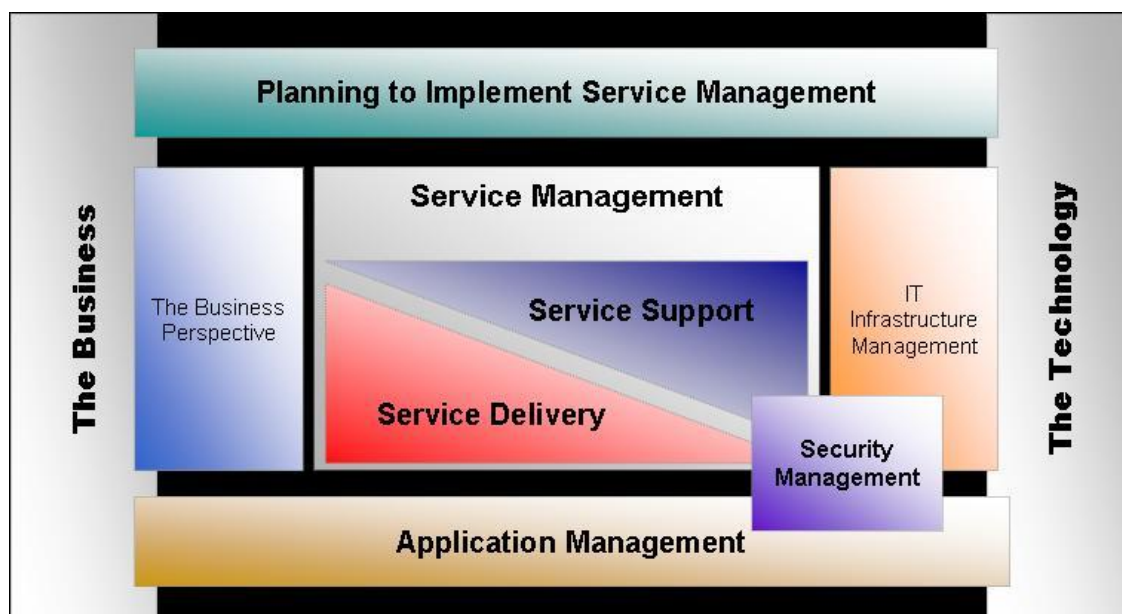 Planning to Implement Service Management
The Business
The Business
Perspective
Service Management
Service Support
Service Delivery
IT
Infrastructure
Management
The Technology
Security
Management
Application Management